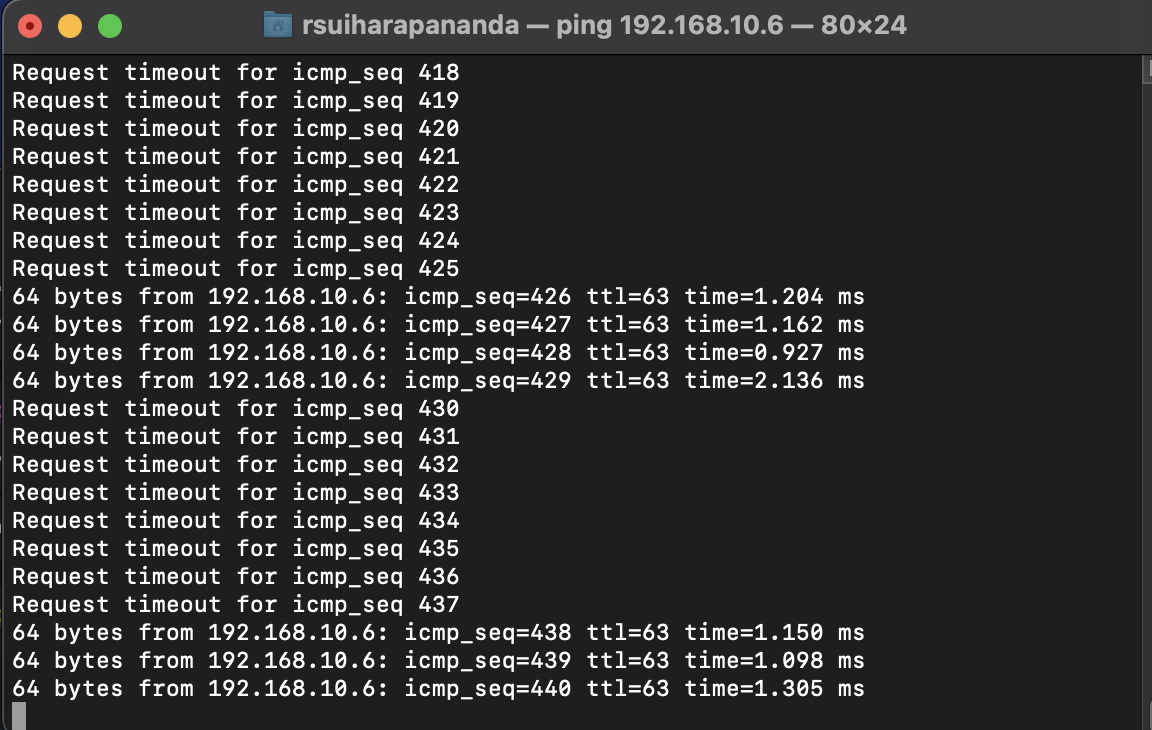 rsuiharapananda — ping 192.168.10.6 — 80×24
Request timeout for icmp_seq 418
Request timeout for icmp_seq 419
Request timeout for icmp_seq 420
Request timeout for icmp_seq 421
Request timeout for icmp_seq 422
Request timeout for icmp_seq 423
Request timeout for icmp_seq 424
Request timeout for icmp_seq 425
64 bytes from 192.168.10.6: icmp_seq=426 ttl=63 time=1.204 ms
64 bytes from 192.168.10.6: icmp_seq=427 ttl=63 time=1.162 ms
64 bytes from 192.168.10.6: icmp_seq=428 ttl=63 time=0.927 ms
64 bytes from 192.168.10.6: icmp_seq=429 ttl=63 time=2.136 ms
Request timeout for icmp_seq 430
Request timeout for icmp_seq 431
Request timeout for icmp_seq 432
Request timeout for icmp_seq 433
Request timeout for icmp_seq 434
Request timeout for icmp_seq 435
Request timeout for icmp_seq 436
Request timeout for icmp_seq 437
64 bytes from 192.168.10.6: icmp_seq=438 ttl=63 time=1.150 ms
64 bytes from 192.168.10.6: icmp_seq=439 ttl=63 time=1.098 ms
64 bytes from 192.168.10.6: icmp_seq=440 ttl=63 time=1.305 ms